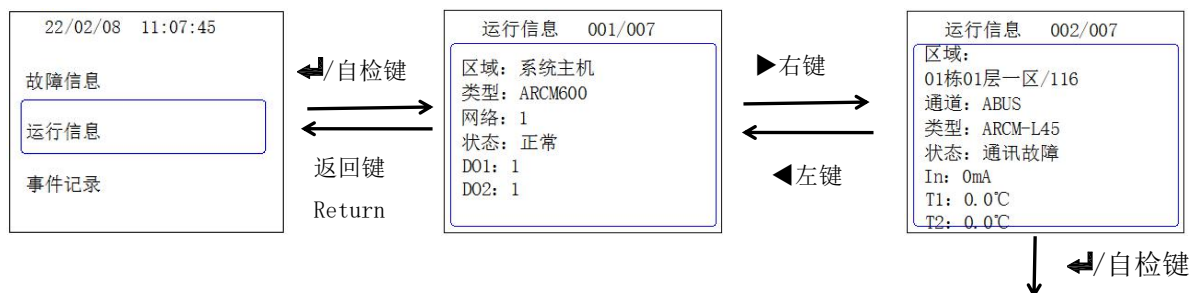 22/02/08 11:07:45
故障信息
运行信息
事件记录
↵/自检键
返回键
Return
运行信息 001/007
区域：系统主机
类型：ARCM600
网络：1
状态：正常
DO1：1
DO2：1
▶右键
◀左键
运行信息 002/007
区域：
01栋01层一区/116
通道：ABUS
类型：ARCM-L45
状态：通讯故障
In：0mA
T1：0.0℃
T2：0.0℃
↵/自检键